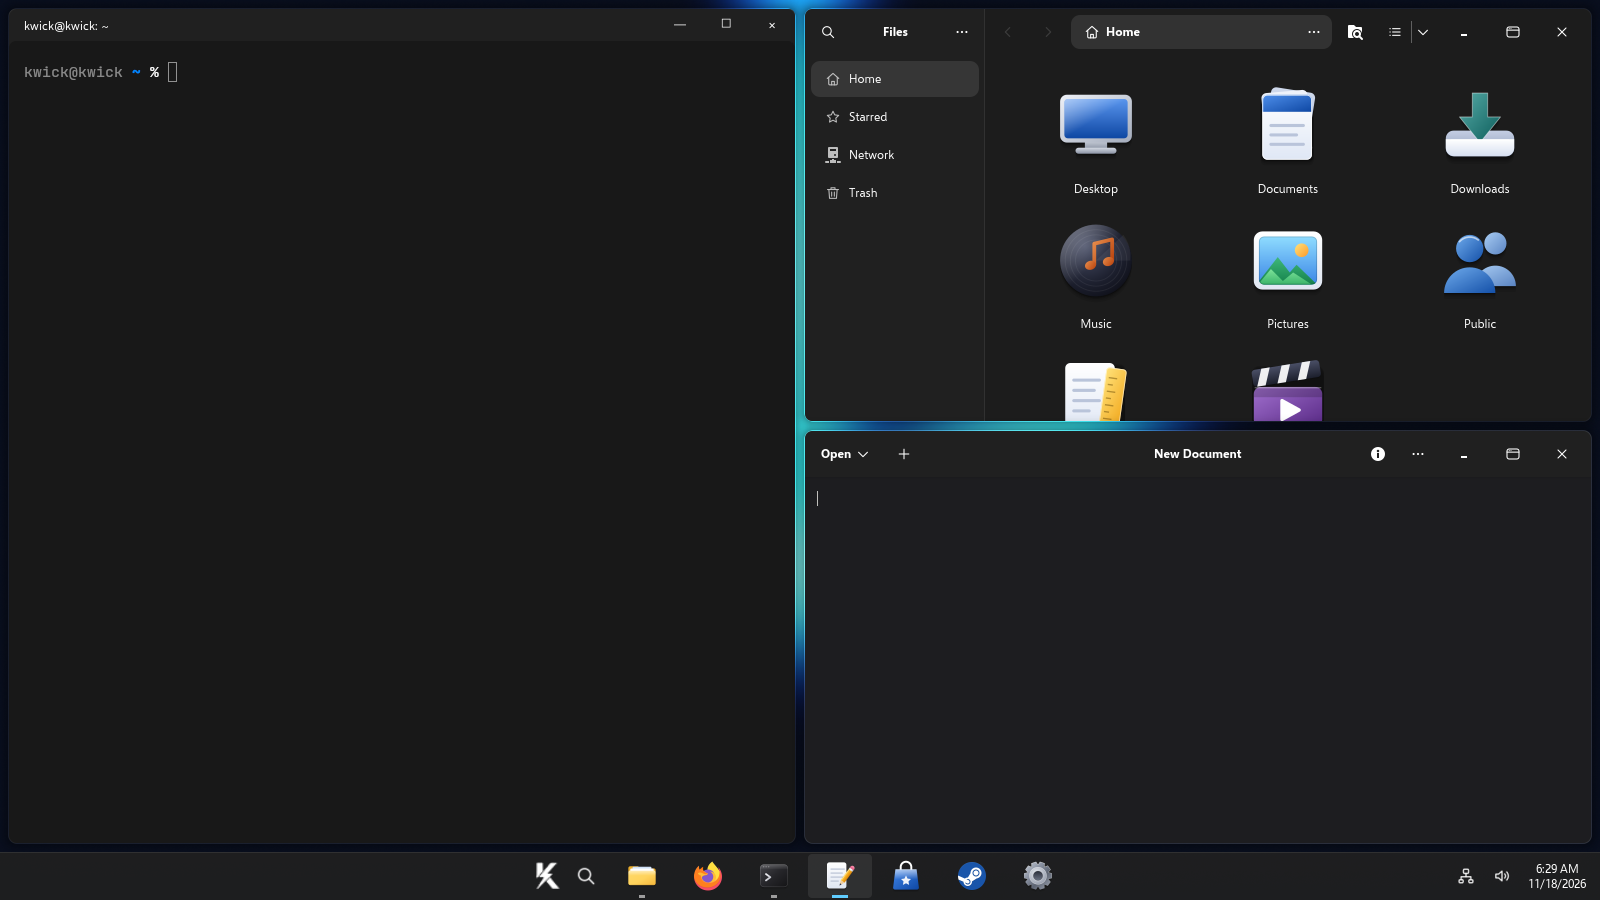 kwick@kwick: ~
kwick@kwick ~ %
Files
Home
Starred
Network
Trash
Home
Desktop
Documents
Downloads
Music
Pictures
Public
Open
New Document
6:29 AM
11/18/2026